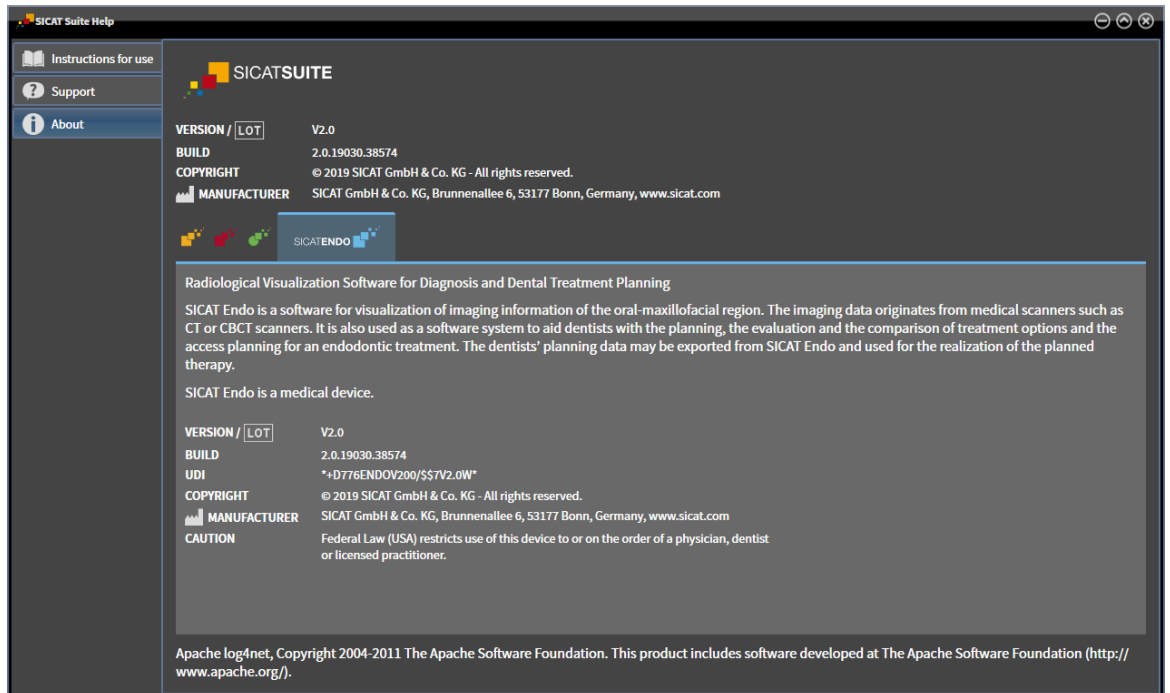 SICAT Suite Help
Instructions for use
Support
About
SICATSUITE
VERSION / LOT V2.0
BUILD 2.0.19030.38574
COPYRIGHT © 2019 SICAT GmbH & Co. KG - All rights reserved.
MANUFACTURER SICAT GmbH & Co. KG, Brunnenallee 6, 53177 Bonn, Germany, www.sicat.com
SICATENDO
Radiological Visualization Software for Diagnosis and Dental Treatment Planning
SICAT Endo is a software for visualization of imaging information of the oral-maxillofacial region. The imaging data originates from medical scanners such as
CT or CBCT scanners. It is also used as a software system to aid dentists with the planning, the evaluation and the comparison of treatment options and the
access planning for an endodontic treatment. The dentists’ planning data may be exported from SICAT Endo and used for the realization of the planned
therapy.
SICAT Endo is a medical device.
VERSION / LOT V2.0
BUILD 2.0.19030.38574
UDI *+D776ENDOV200/$$7V2.0W*
COPYRIGHT © 2019 SICAT GmbH & Co. KG - All rights reserved.
MANUFACTURER SICAT GmbH & Co. KG, Brunnenallee 6, 53177 Bonn, Germany, www.sicat.com
CAUTION Federal Law (USA) restricts use of this device to or on the order of a physician, dentist
or licensed practitioner.
Apache log4net, Copyright 2004-2011 The Apache Software Foundation. This product includes software developed at The Apache Software Foundation (http://
www.apache.org/).